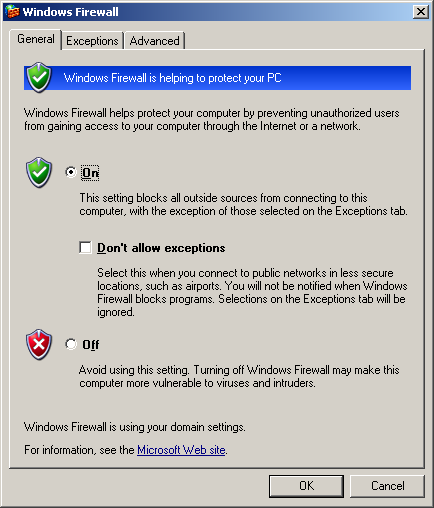 Windows Firewall
General Exceptions Advanced
Windows Firewall is helping to protect your PC
Windows Firewall helps protect your computer by preventing unauthorized users
from gaining access to your computer through the Internet or a network.
On
This setting blocks all outside sources from connecting to this
computer, with the exception of those selected on the Exceptions tab.
Don't allow exceptions
Select this when you connect to public networks in less secure
locations, such as airports. You will not be notified when Windows
Firewall blocks programs. Selections on the Exceptions tab will be
ignored.
Off
Avoid using this setting. Turning off Windows Firewall may make this
computer more vulnerable to viruses and intruders.
Windows Firewall is using your domain settings.
For information, see the Microsoft Web site.
OK Cancel